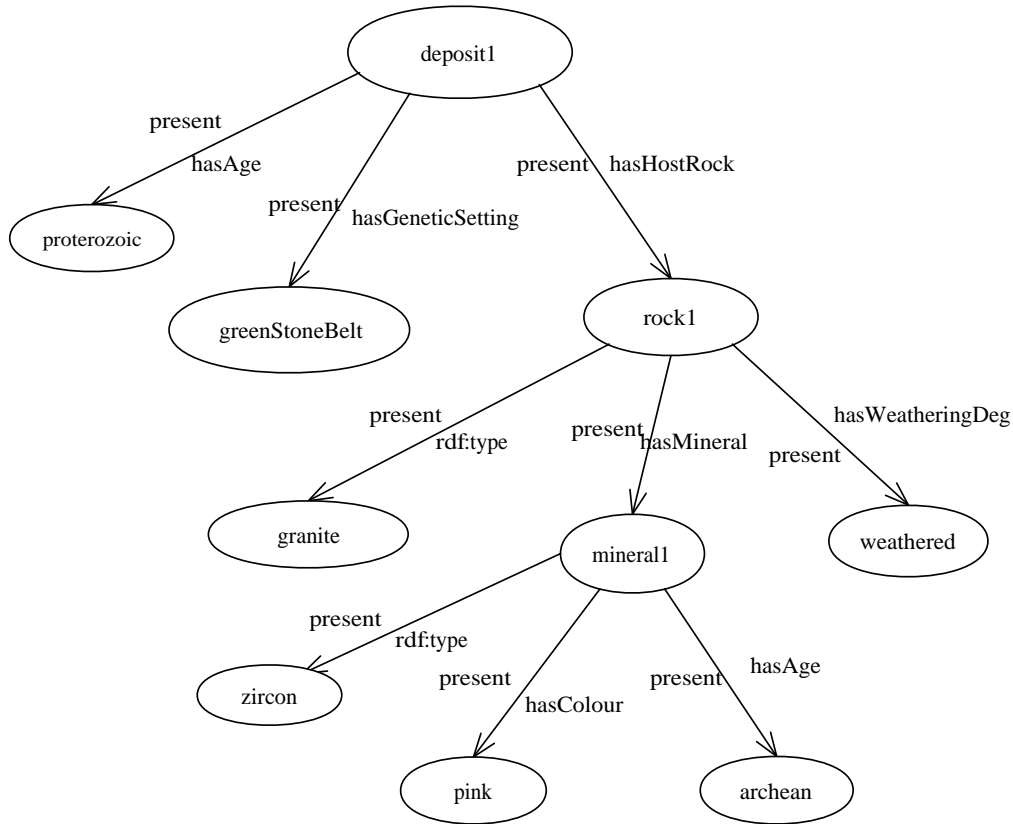 deposit1
present
hasAge
present
hasGeneticSetting
present
hasHostRock
proterozoic
greenStoneBelt
rock1
present
rdf:type
present
hasMineral
hasWeatheringDeg
present
granite
mineral1
weathered
present
rdf:type
present
hasColour
present
hasAge
zircon
pink
archean